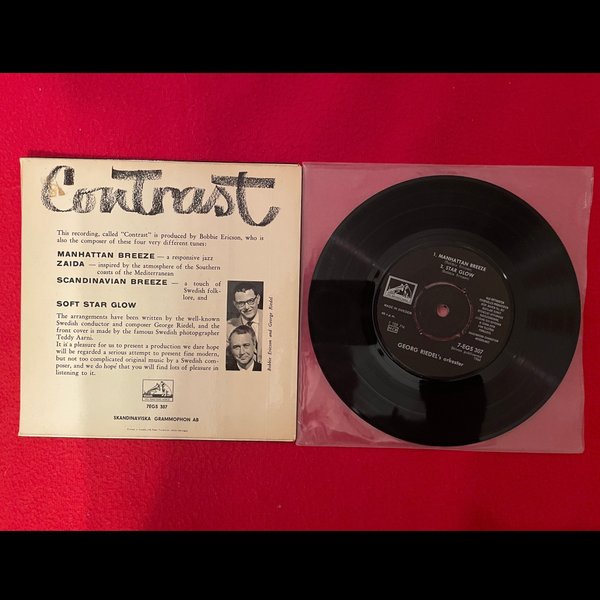 Contrast
This recording, called "Contrast" is produced by Bobbie Ericson, who is
also the composer of these four very different tunes:
MANHATTAN BREEZE — a responsive jazz
ZAIDA — inspired by the atmosphere of the Southern
coasts of the Mediterranean
SCANDINAVIAN BREEZE — a touch of
Swedish folk-
lore, and
SOFT STAR GLOW
The arrangements have been written by the well-known
Swedish conductor and composer George Riedel, and the
front cover is made by the famous Swedish photographer
Teddy Aarni.
It is a pleasure for us to present a production we dare hope
will be regarded a serious attempt to present fine modern,
but not too complicated original music by a Swedish com-
poser, and we do hope that you will find lots of pleasure in
listening to it.
Bobbie Ericson and George Riedel
7EGS 307
SKANDINAVISKA GRAMMOPHON AB
1. MANHATTAN BREEZE
2. STAR GLOW
MADE IN SWEDEN
7-EGS 307
GEORG RIEDEL's orkester